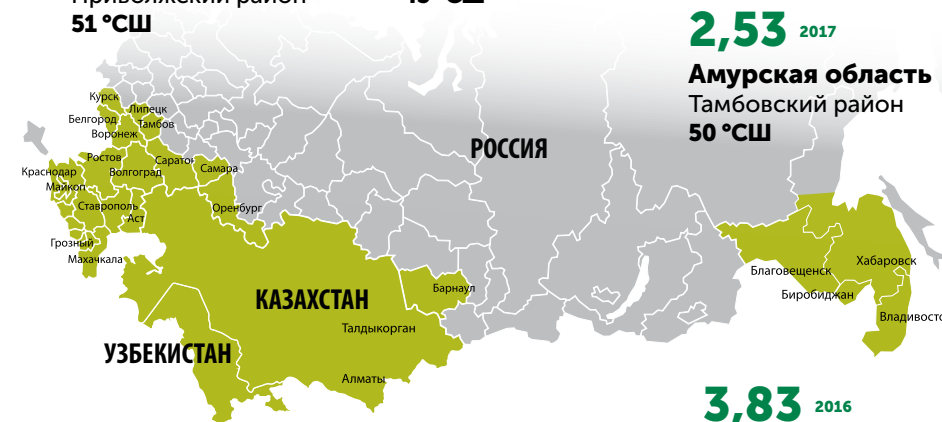 Приволжский район
51 °СШ
2,53 2017
Амурская область
Тамбовский район
50 °СШ
Курск
Липецк
Белгород
Тамбов
Воронеж
РОССИЯ
Ростов
Саратов
Самара
Краснодар
Волгоград
Майкоп
Ставрополь
Оренбург
Аст
Грозный
Махачкала
Хабаровск
Благовещенск
Барнаул
Биробиджан
КАЗАХСТАН
Владивосто
Талдыкорган
УЗБЕКИСТАН
Алматы
3,83 2016